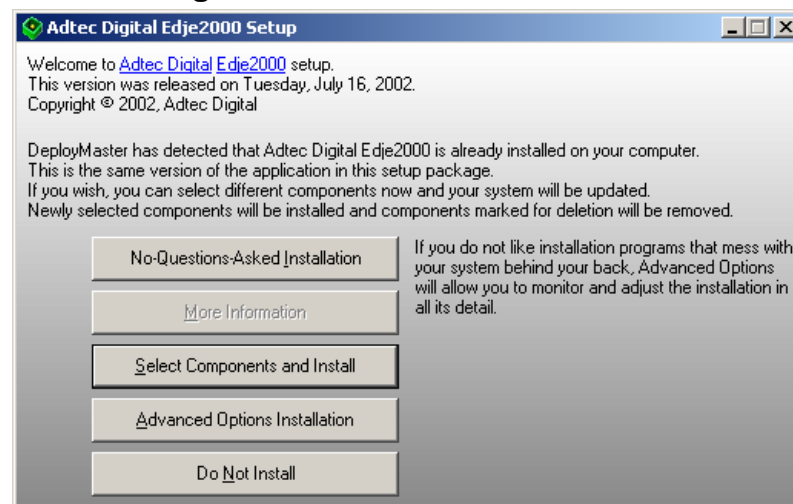 Adtec Digital Edje2000 Setup
Welcome to Adtec Digital Edje2000 setup.
This version was released on Tuesday, July 16, 2002.
Copyright © 2002, Adtec Digital
DeployMaster has detected that Adtec Digital Edje2000 is already installed on your computer.
This is the same version of the application in this setup package.
If you wish, you can select different components now and your system will be updated.
Newly selected components will be installed and components marked for deletion will be removed.
No-Questions-Asked Installation
More Information
Select Components and Install
Advanced Options Installation
Do Not Install
If you do not like installation programs that mess with
your system behind your back, Advanced Options
will allow you to monitor and adjust the installation in
all its detail.